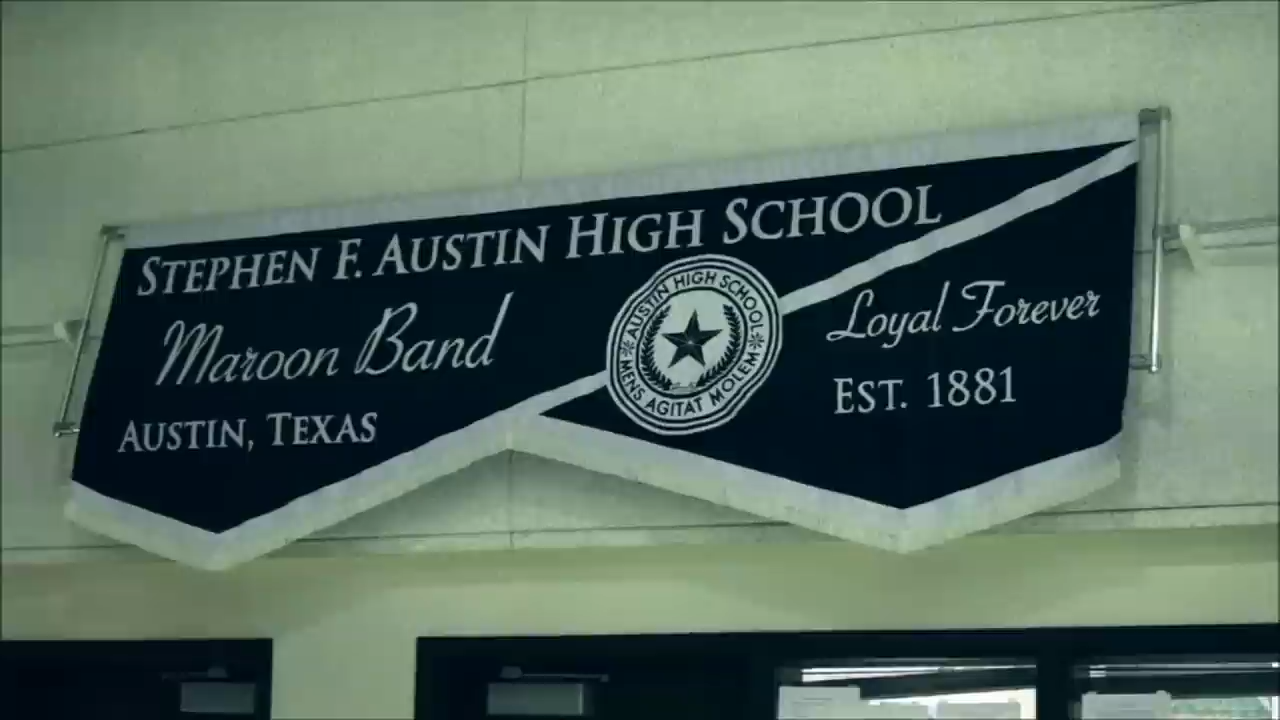 STEPHEN F. AUSTIN HIGH SCHOOL
Maroon Band
AUSTIN, TEXAS
AUSTIN HIGH SCHOOL
MENS AGITAT MOLEM
Loyal Forever
EST. 1881